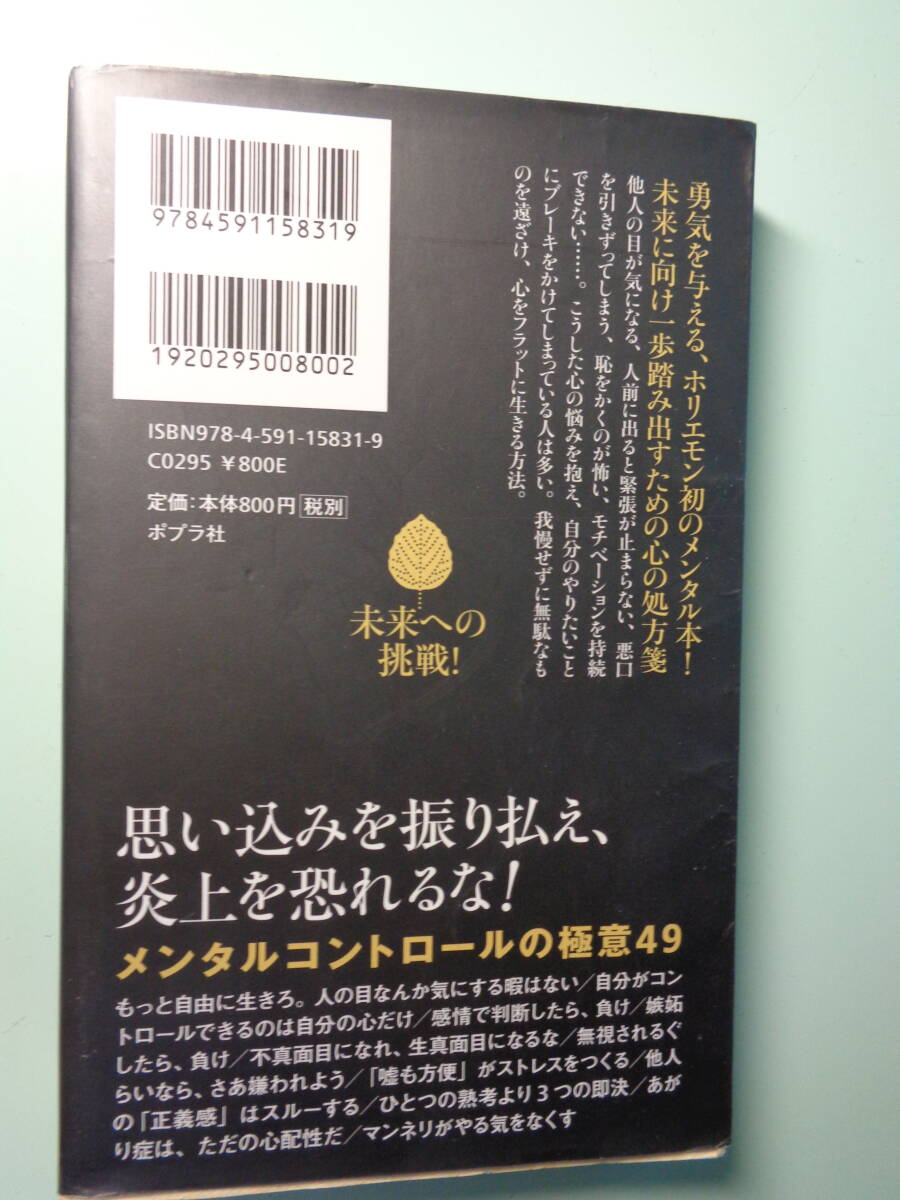 9784591158319
1920295008002
ISBN978-4-591-15831-9
C0295 ¥800E
定価:本体800円 税別
ポプラ社
勇気を与える、ホリエモン初のメンタル本!
未来に向け一歩踏み出すための心の処方箋
他人の目が気になる、人前に出ると緊張が止まらない、悪口
を引きずってしまう、恥をかくのが怖い、モチベーションを持続
できない……。こうした心の悩みを抱え、自分のやりたいこと
にブレーキをかけてしまっている人は多い。我慢せずに無駄なも
のを遠ざけ、心をフラットに生きる方法。
未来への
挑戦!
思い込みを振り払え、
炎上を恐れるな!
メンタルコントロールの極意49
もっと自由に生きろ。人の目なんか気にする暇はない/自分がコン
トロールできるのは自分の心だけ/感情で判断したら、負け/嫉妬
したら、負け/不真面目になれ、生真面目になるな/無視されるぐ
らいなら、さあ嫌われよう/「嘘も方便」がストレスをつくる/他人
の「正義感」はスルーする/ひとつの熟考より3つの即決/あが
り症は、ただの心配性だ/マンネリがやる気をなくす